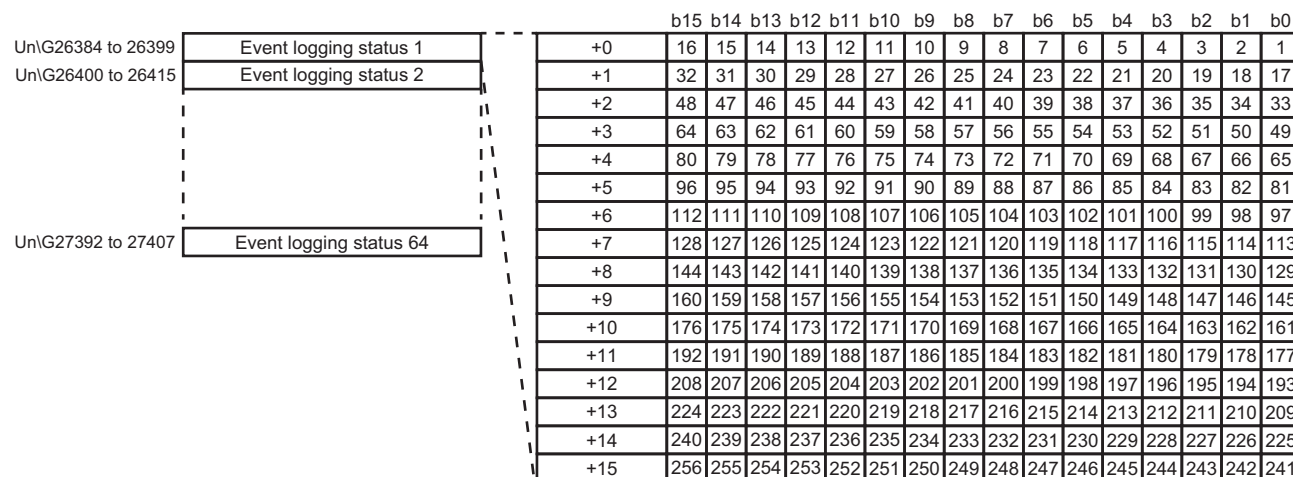 b15 b14 b13 b12 b11 b10 b9 b8 b7 b6 b5 b4 b3 b2 b1 b0
Un\G26384 to 26399 Event logging status 1 +0 16 15 14 13 12 11 10 9 8 7 6 5 4 3 2 1
Un\G26400 to 26415 Event logging status 2 +1 32 31 30 29 28 27 26 25 24 23 22 21 20 19 18 17
+2 48 47 46 45 44 43 42 41 40 39 38 37 36 35 34 33
+3 64 63 62 61 60 59 58 57 56 55 54 53 52 51 50 49
+4 80 79 78 77 76 75 74 73 72 71 70 69 68 67 66 65
+5 96 95 94 93 92 91 90 89 88 87 86 85 84 83 82 81
+6 112 111 110 109 108 107 106 105 104 103 102 101 100 99 98 97
Un\G27392 to 27407 Event logging status 64 +7 128 127 126 125 124 123 122 121 120 119 118 117 116 115 114 113
+8 144 143 142 141 140 139 138 137 136 135 134 133 132 131 130 129
+9 160 159 158 157 156 155 154 153 152 151 150 149 148 147 146 145
+10 176 175 174 173 172 171 170 169 168 167 166 165 164 163 162 161
+11 192 191 190 189 188 187 186 185 184 183 182 181 180 179 178 177
+12 208 207 206 205 204 203 202 201 200 199 198 197 196 195 194 193
+13 224 223 222 221 220 219 218 217 216 215 214 213 212 211 210 209
+14 240 239 238 237 236 235 234 233 232 231 230 229 228 227 226 225
+15 256 255 254 253 252 251 250 249 248 247 246 245 244 243 242 241